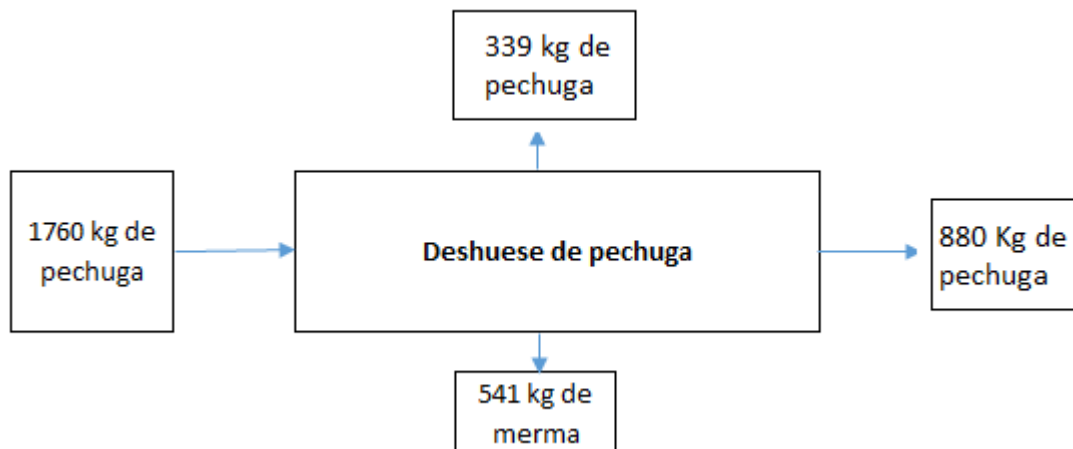 339 kg de
pechuga
1760 kg de
pechuga
Deshuese de pechuga
880 Kg de
pechuga
541 kg de
merma